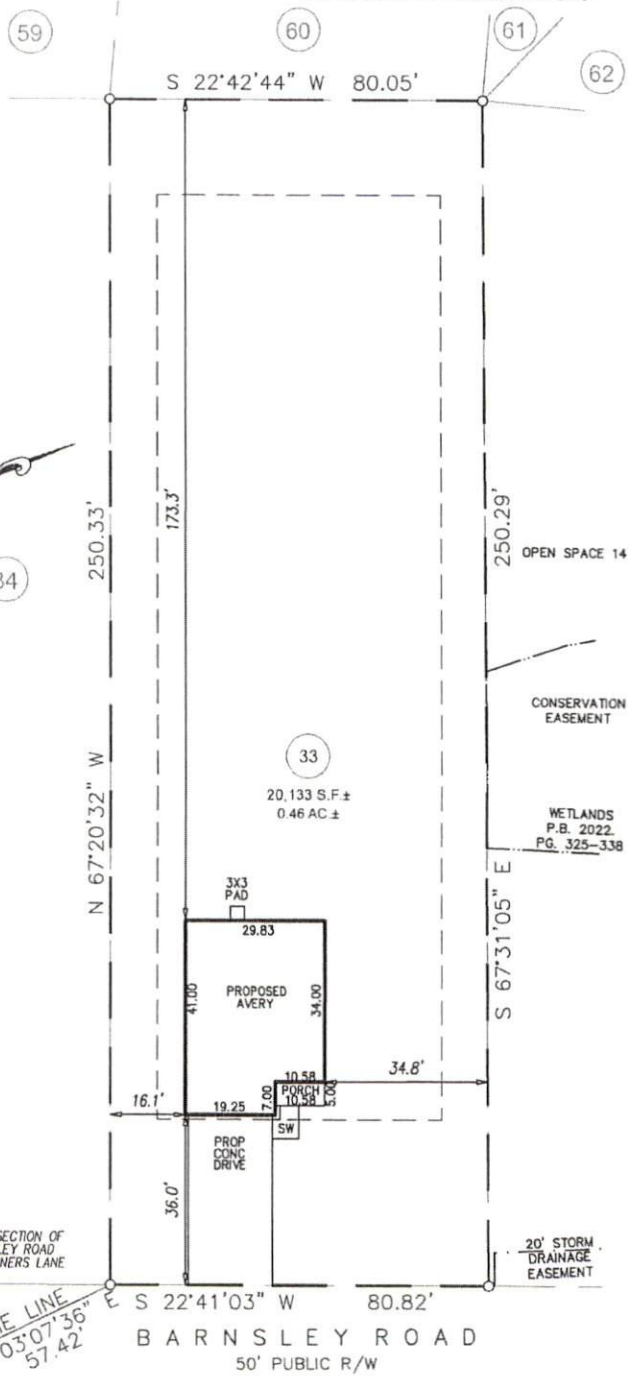 59
60
61
62
S 22°42'44" W 80.05'
250.33'
173.3'
250.29'
OPEN SPACE 14
34
CONSERVATION
EASEMENT
33
20,133 S.F.±
0.46 AC.±
WETLANDS
P.B. 2022.
PG. 325-338
N 67°20'32" W
S 67°31'05" E
3X3
PAD
29.83
41.00
PROPOSED
AVERY
34.00
10.58
PORCH
10.58
5.00
34.8'
16.1'
19.25
7.00
SW
PROP
CONC
DRIVE
36.0'
SECTION OF
LEY ROAD
NERS LANE
20' STORM
DRAINAGE
EASEMENT
E LINE
03°07'36" E
57.42'
S 22°41'03" W 80.82'
BARNSLEY ROAD
50' PUBLIC R/W